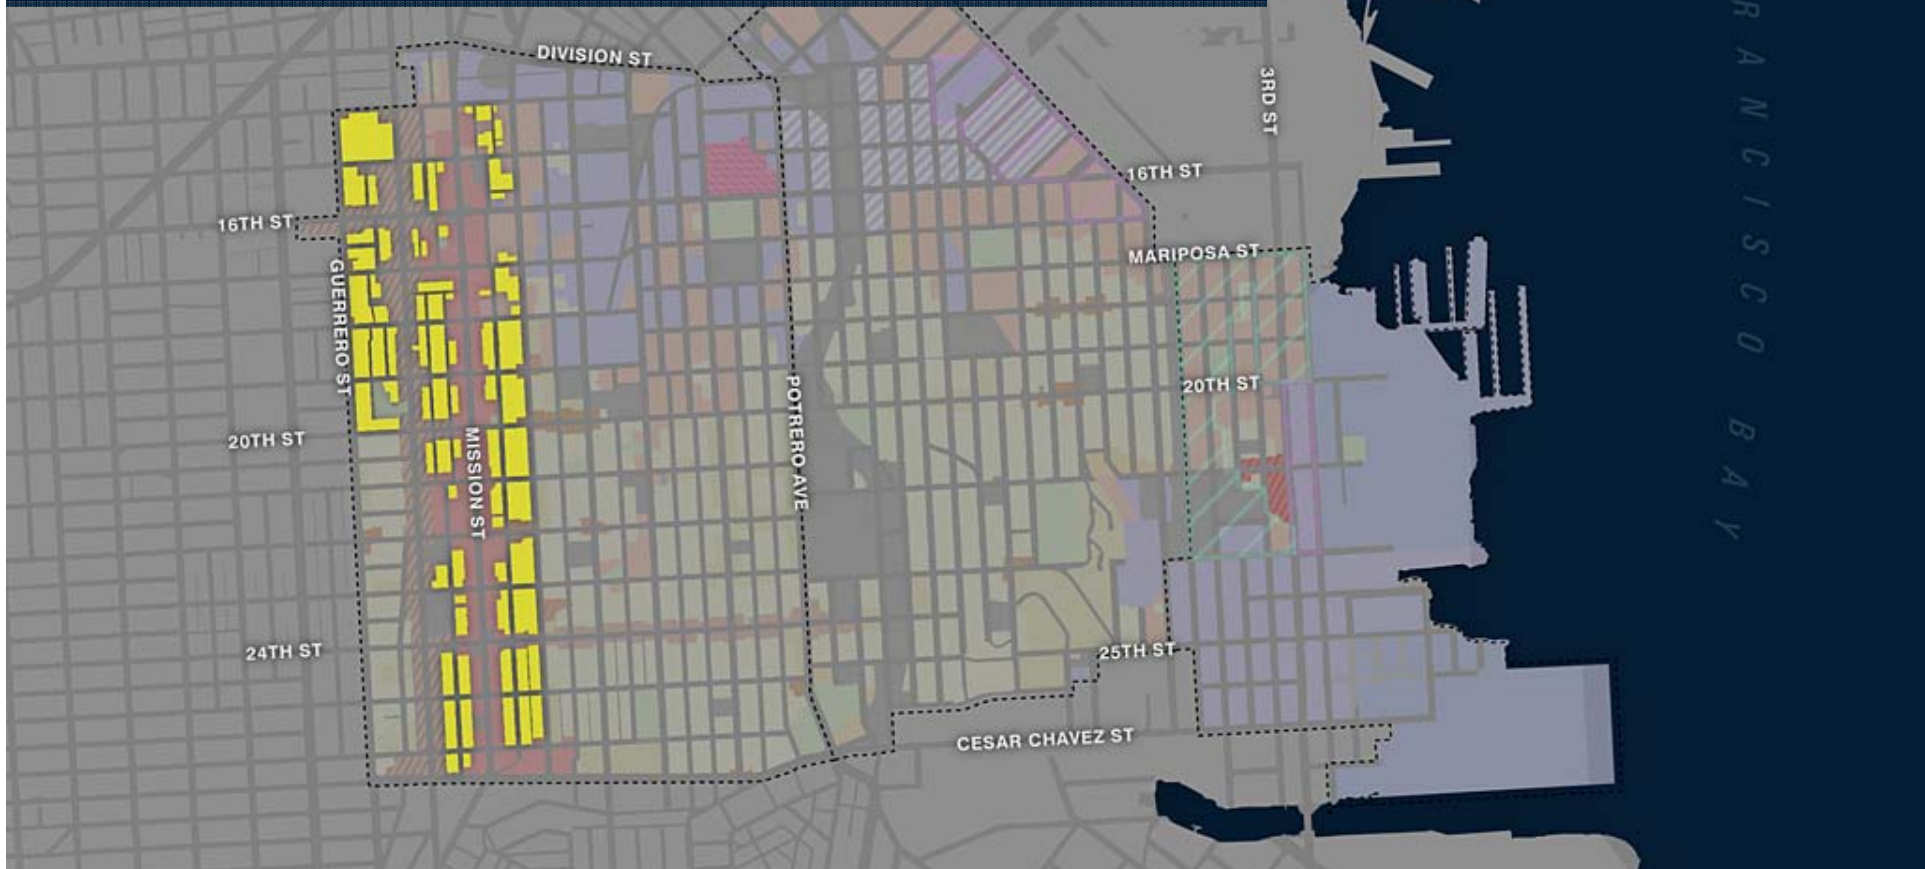 DIVISION ST
3RD ST
16TH ST
16TH ST
MARIPOSA ST
GUERRERO ST
20TH ST
POTRERO AVE
20TH ST
MISSION ST
24TH ST
25TH ST
CESAR CHAVEZ ST
RANCISCO BAY